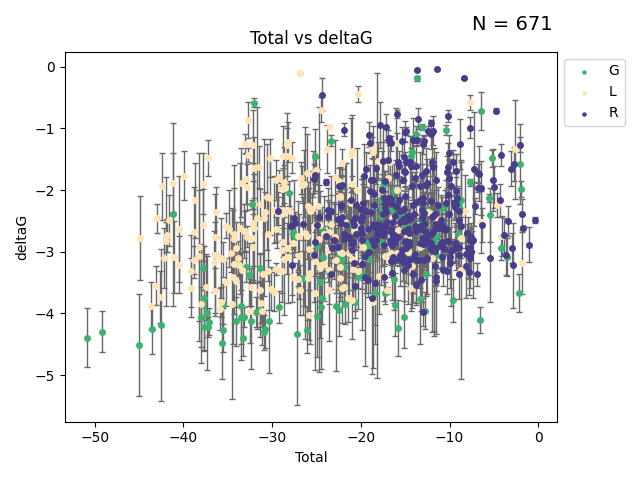 N = 671
Total vs deltaG
G
L
R
deltaG
0
−1
−2
−3
−4
−5
−50 −40 −30 −20 −10 0
Total